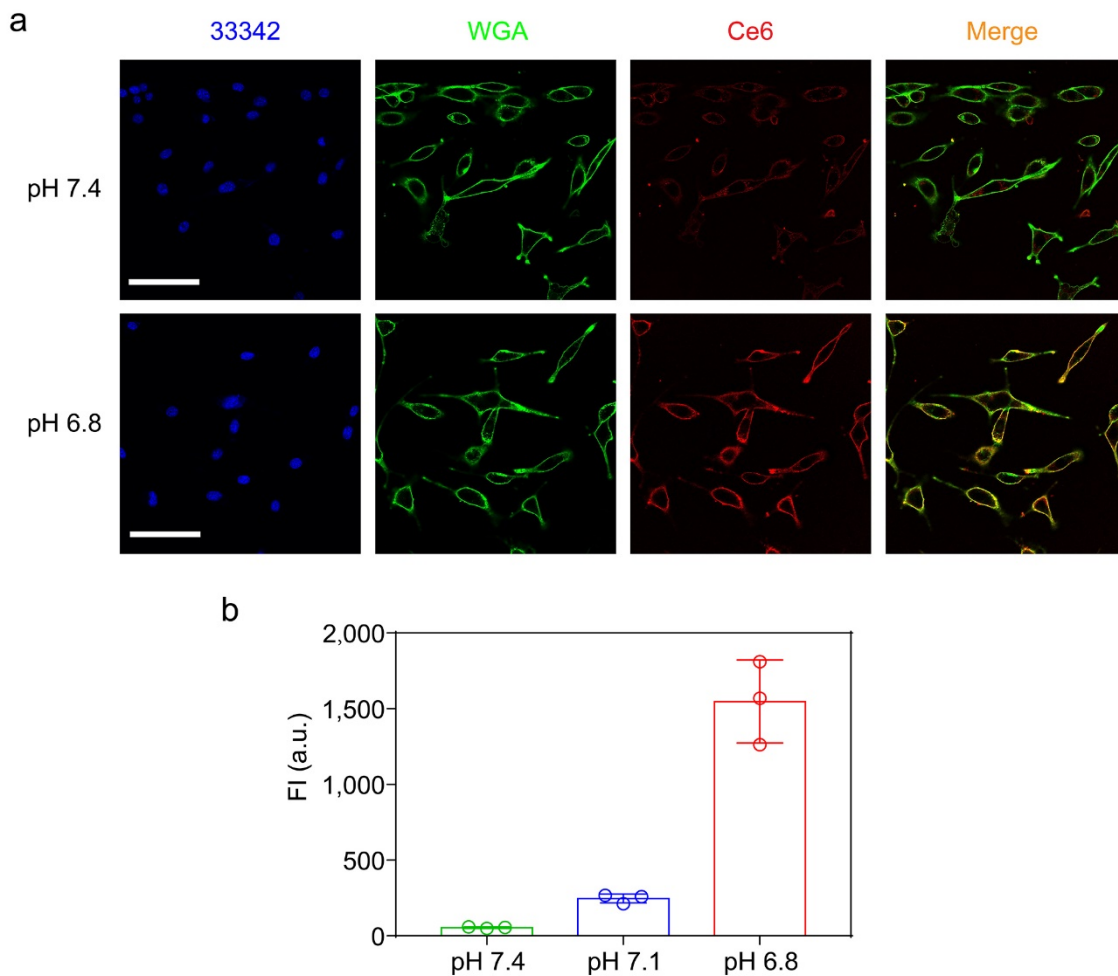 a
33342 WGA Ce6 Merge
pH 7.4
pH 6.8
b
2,000
1,500
1,000
500
0
FI (a.u.)
pH 7.4 pH 7.1 pH 6.8